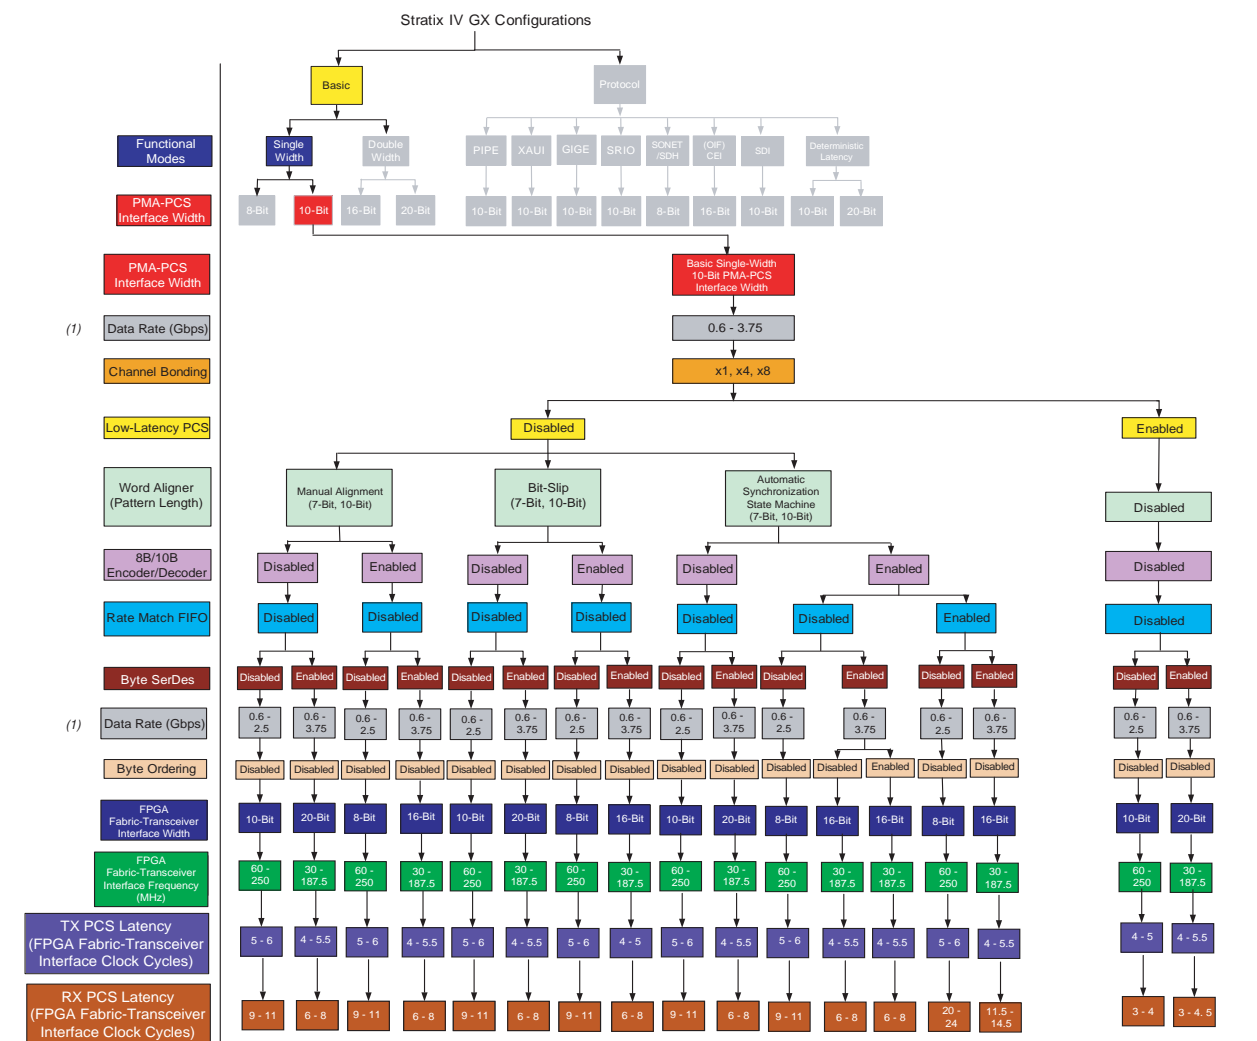 Stratix IV GX Configurations
Basic
Protocol
Functional
Modes
Single
Width
Double
Width
PIPE
XAUI
GIGE
SRIO
SONET
/SDH
(OIF)
CEI
SDI
Deterministic
Latency
PMA-PCS
Interface Width
8-Bit
10-Bit
16-Bit
20-Bit
10-Bit
10-Bit
10-Bit
10-Bit
8-Bit
16-Bit
10-Bit
10-Bit
20-Bit
PMA-PCS
Interface Width
Basic Single-Width
10-Bit PMA-PCS
Interface Width
(1)
Data Rate (Gbps)
0.6 - 3.75
Channel Bonding
x1, x4, x8
Low-Latency PCS
Disabled
Enabled
Word Aligner
(Pattern Length)
Manual Alignment
(7-Bit, 10-Bit)
Bit-Slip
(7-Bit, 10-Bit)
Automatic
Synchronization
State Machine
(7-Bit, 10-Bit)
Disabled
8B/10B
Encoder/Decoder
Disabled
Enabled
Disabled
Enabled
Disabled
Enabled
Disabled
Rate Match FIFO
Disabled
Disabled
Disabled
Disabled
Disabled
Disabled
Enabled
Disabled
Byte SerDes
Disabled
Enabled
Disabled
Enabled
Disabled
Enabled
Disabled
Enabled
Disabled
Enabled
Disabled
Enabled
Disabled
Enabled
Disabled
Enabled
(1)
Data Rate (Gbps)
0.6 -
2.5
0.6 -
3.75
0.6 -
2.5
0.6 -
3.75
0.6 -
2.5
0.6 -
3.75
0.6 -
2.5
0.6 -
3.75
0.6 -
2.5
0.6 -
3.75
0.6 -
2.5
0.6 -
3.75
0.6 -
2.5
0.6 -
3.75
0.6 -
2.5
0.6 -
3.75
Byte Ordering
Disabled
Disabled
Disabled
Disabled
Disabled
Disabled
Disabled
Disabled
Disabled
Disabled
Disabled
Disabled
Enabled
Disabled
Disabled
Disabled
Disabled
FPGA
Fabric-Transceiver
Interface Width
10-Bit
20-Bit
8-Bit
16-Bit
10-Bit
20-Bit
8-Bit
16-Bit
10-Bit
20-Bit
8-Bit
16-Bit
16-Bit
8-Bit
16-Bit
10-Bit
20-Bit
FPGA
Fabric-Transceiver
Interface Frequency
(MHz)
60 -
250
30 -
187.5
60 -
250
30 -
187.5
60 -
250
30 -
187.5
60 -
250
30 -
187.5
60 -
250
30 -
187.5
60 -
250
30 -
187.5
30 -
187.5
60 -
250
30 -
187.5
60 -
250
30 -
187.5
TX PCS Latency
(FPGA Fabric-Transceiver
Interface Clock Cycles)
5 - 6
4 - 5.5
5 - 6
4 - 5.5
5 - 6
4 - 5.5
5 - 6
4 - 5
5 - 6
4 - 5.5
5 - 6
4 - 5.5
4 - 5.5
5 - 6
4 - 5.5
4 - 5
4 - 5.5
RX PCS Latency
(FPGA Fabric-Transceiver
Interface Clock Cycles)
9 - 11
6 - 8
9 - 11
6 - 8
9 - 11
6 - 8
9 - 11
6 - 8
9 - 11
6 - 8
9 - 11
6 - 8
6 - 8
20 -
24
11.5 -
14.5
3 - 4
3 - 4. 5